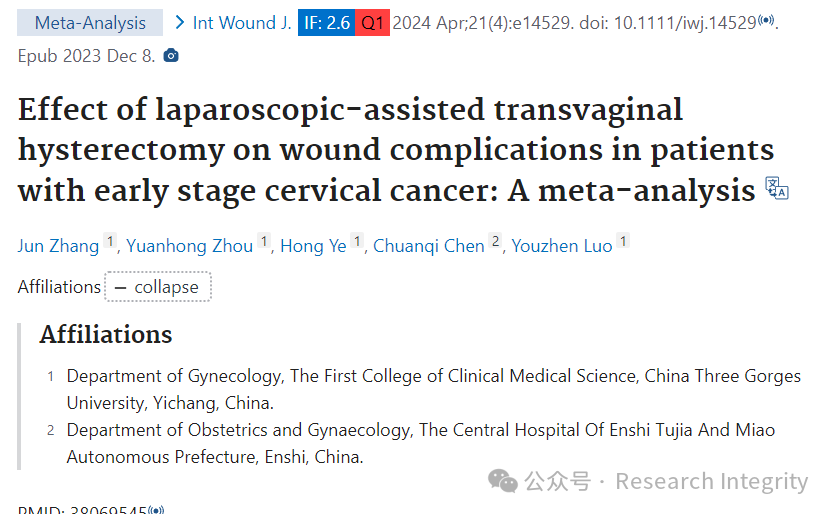 Meta-Analysis > Int Wound J. IF: 2.6 Q1 2024 Apr;21(4):e14529. doi: 10.1111/iwj.14529.
Epub 2023 Dec 8.
Effect of laparoscopic-assisted transvaginal
hysterectomy on wound complications in patients
with early stage cervical cancer: A meta-analysis
Jun Zhang 1, Yuanhong Zhou 1, Hong Ye 1, Chuanqi Chen 2, Youzhen Luo 1
Affiliations — collapse
Affiliations
1 Department of Gynecology, The First College of Clinical Medical Science, China Three Gorges
University, Yichang, China.
2 Department of Obstetrics and Gynaecology, The Central Hospital Of Enshi Tujia And Miao
Autonomous Prefecture, Enshi, China.
公众号 · Research Integrity
PMID: 38069545